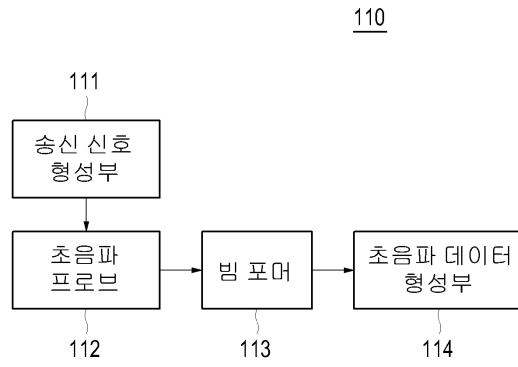 110
111
송신 신호
형성부
초음파
프로브
빔 포머
초음파 데이터
형성부
112
113
114